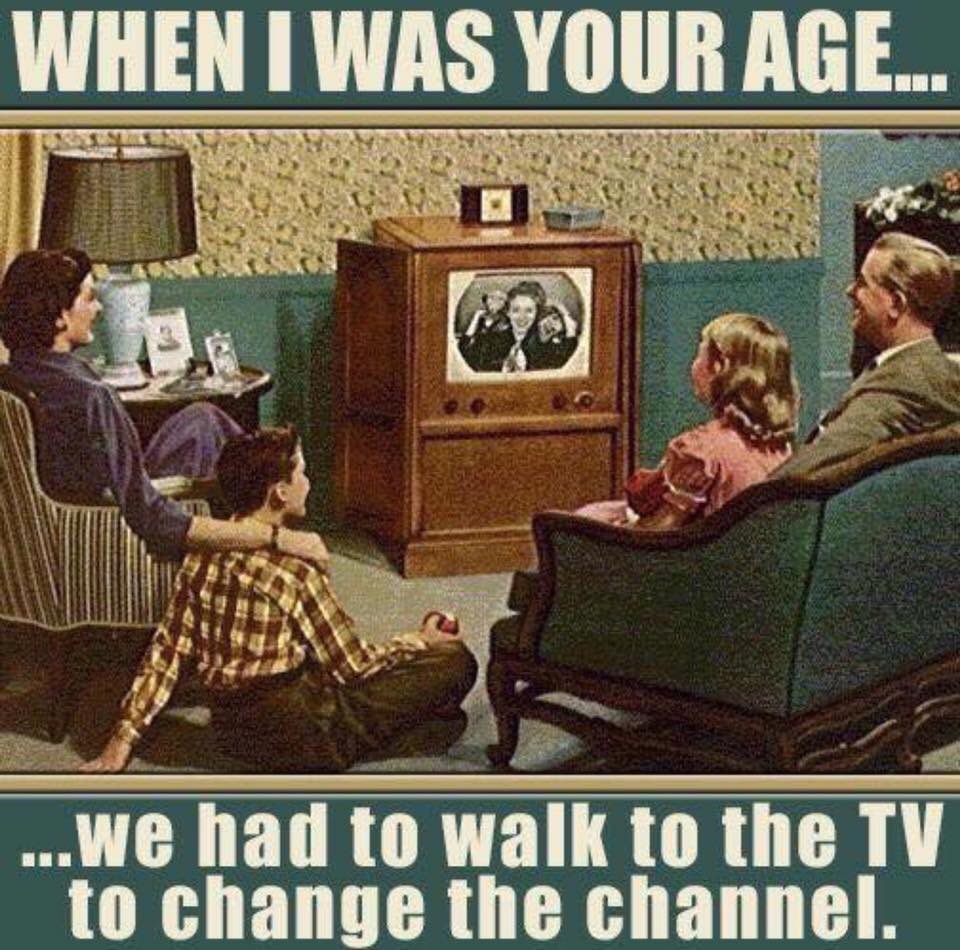 WHEN I WAS YOUR AGE...
...we had to walk to the TV
to change the channel.